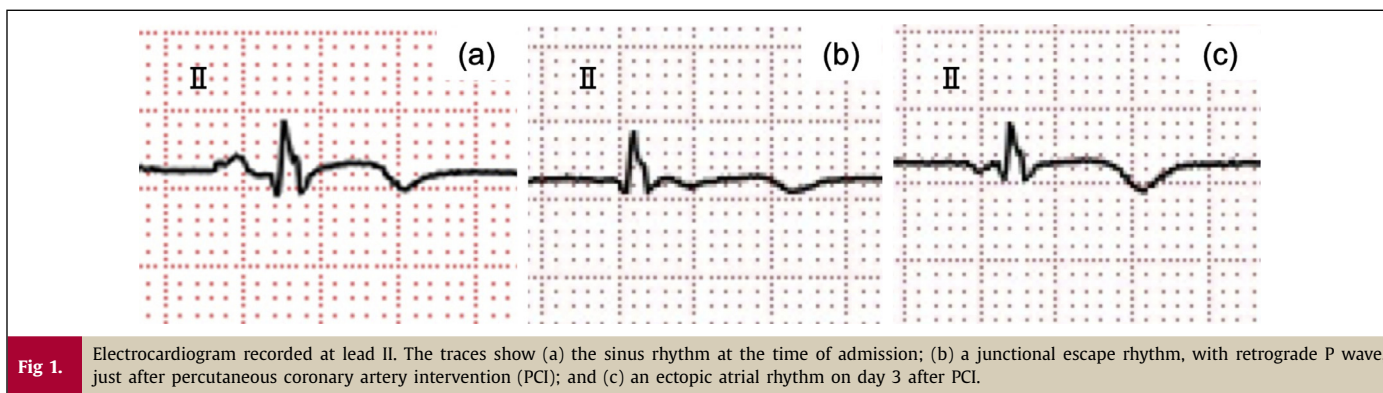 (a) (b) (c)
II II II
Fig 1.
Electrocardiogram recorded at lead II. The traces show (a) the sinus rhythm at the time of admission; (b) a junctional escape rhythm, with retrograde P wave
just after percutaneous coronary artery intervention (PCI); and (c) an ectopic atrial rhythm on day 3 after PCI.